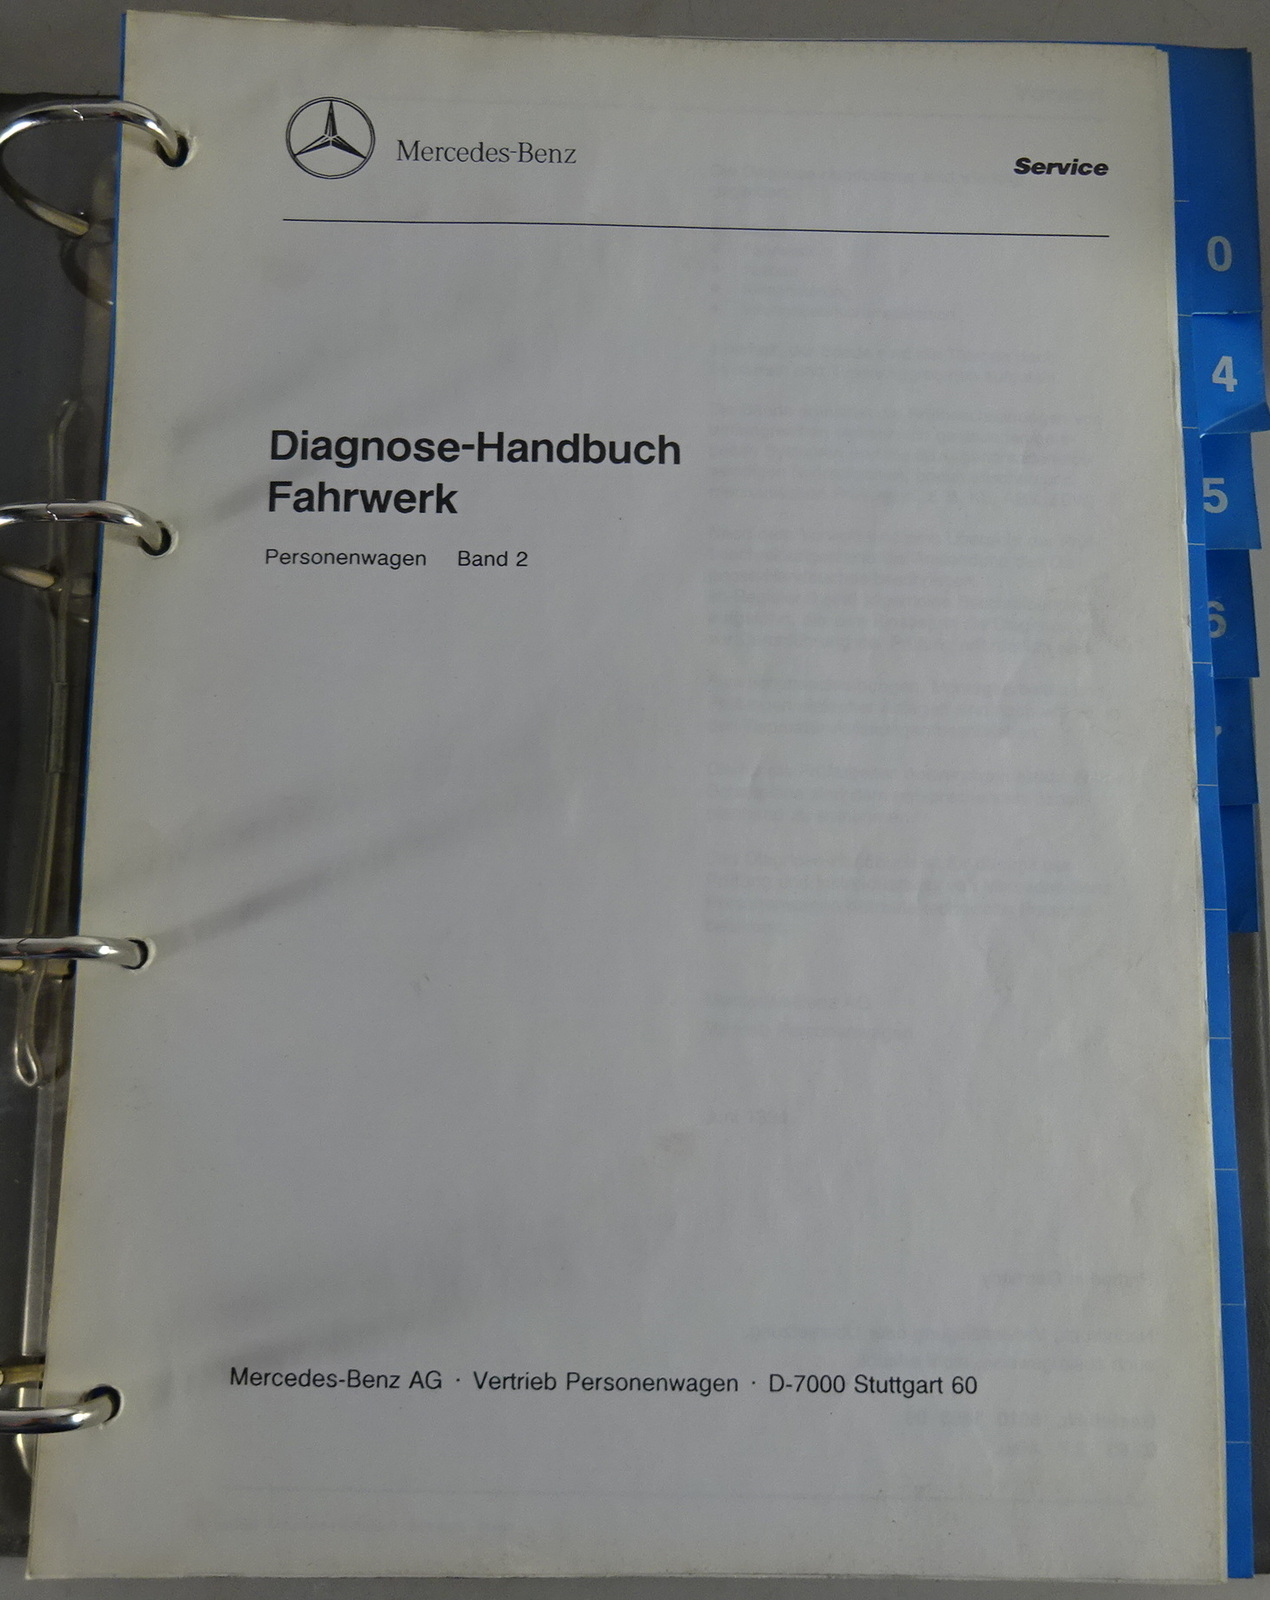 Mercedes-Benz
Service
Diagnose-Handbuch
Fahrwerk
Personenwagen Band 2
Mercedes-Benz AG · Vertrieb Personenwagen · D-7000 Stuttgart 60
0
4
5
6